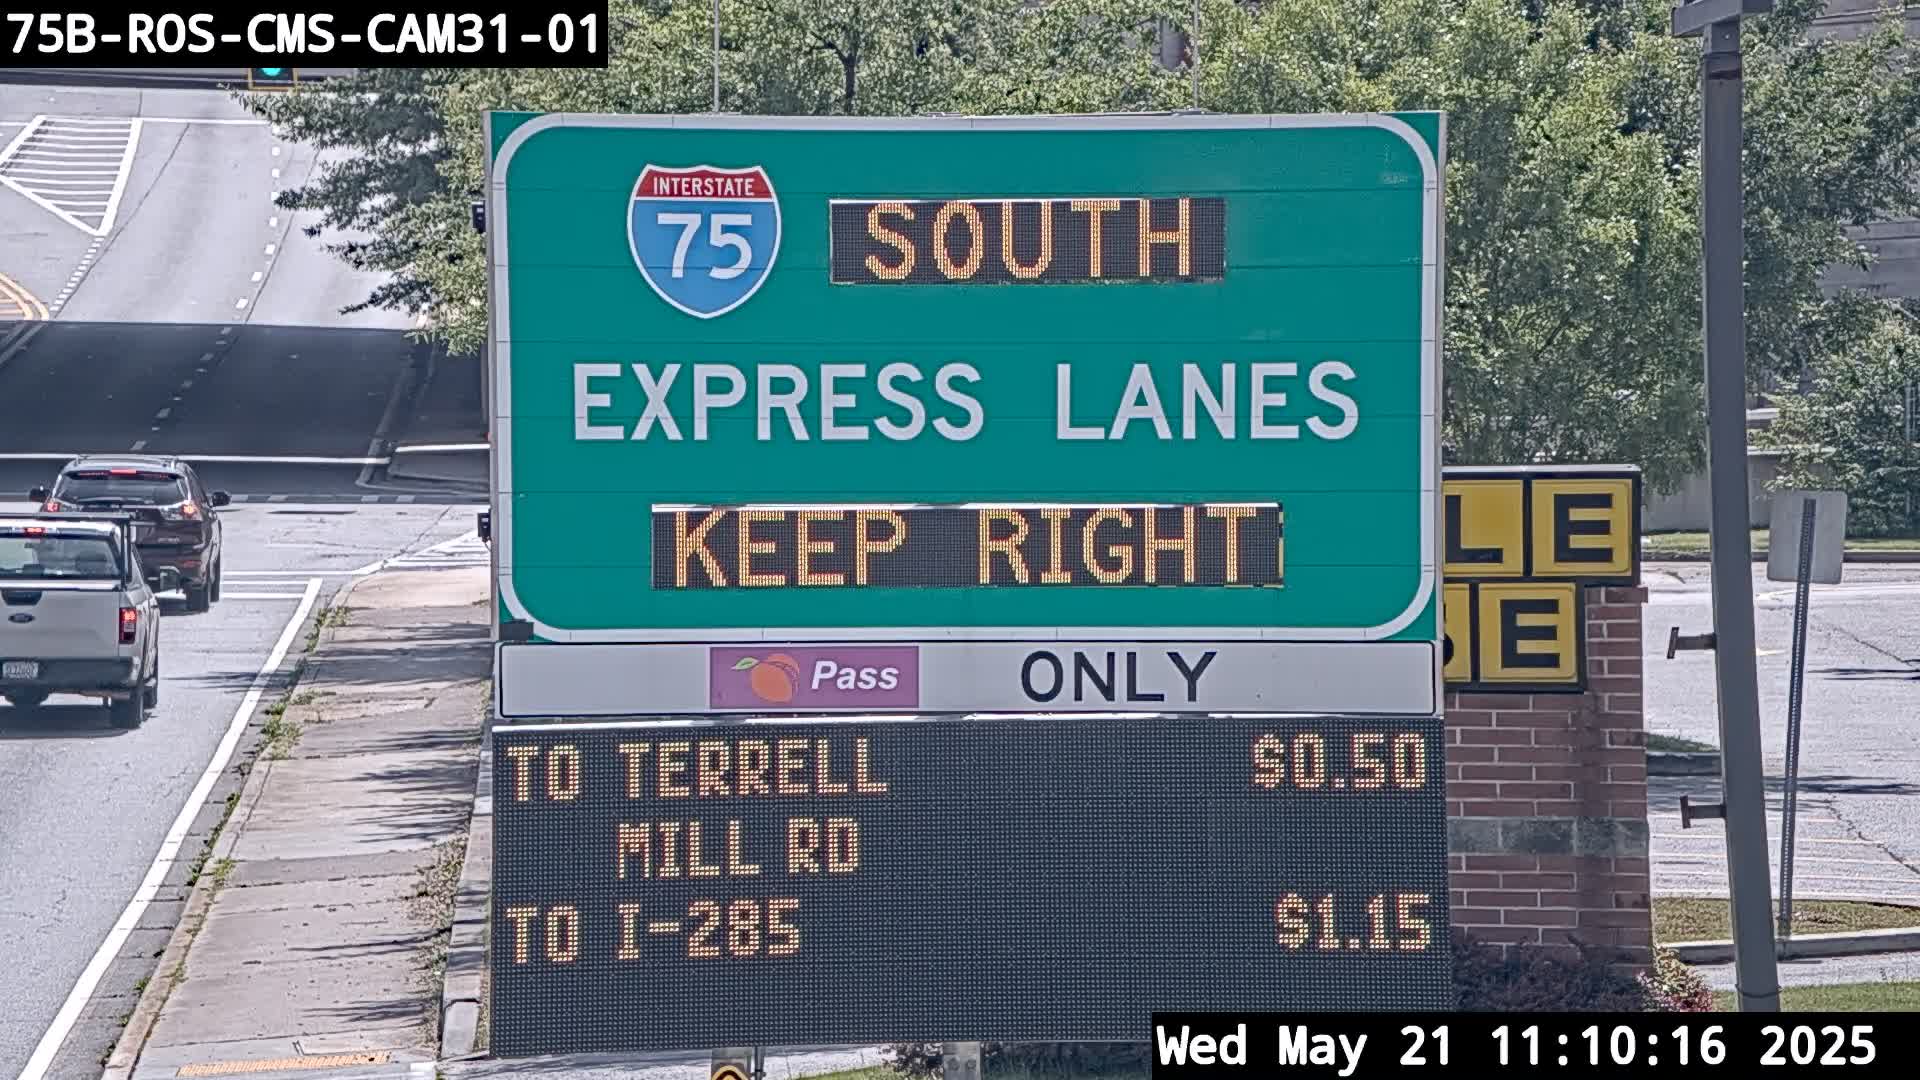 75B-ROS-CMS-CAM31-01
INTERSTATE
75
SOUTH
EXPRESS LANES
KEEP RIGHT
Pass
ONLY
TO TERRELL $0.50
MILL RD
TO I-285 $1.15
LE
E
Wed May 21 11:10:16 2025